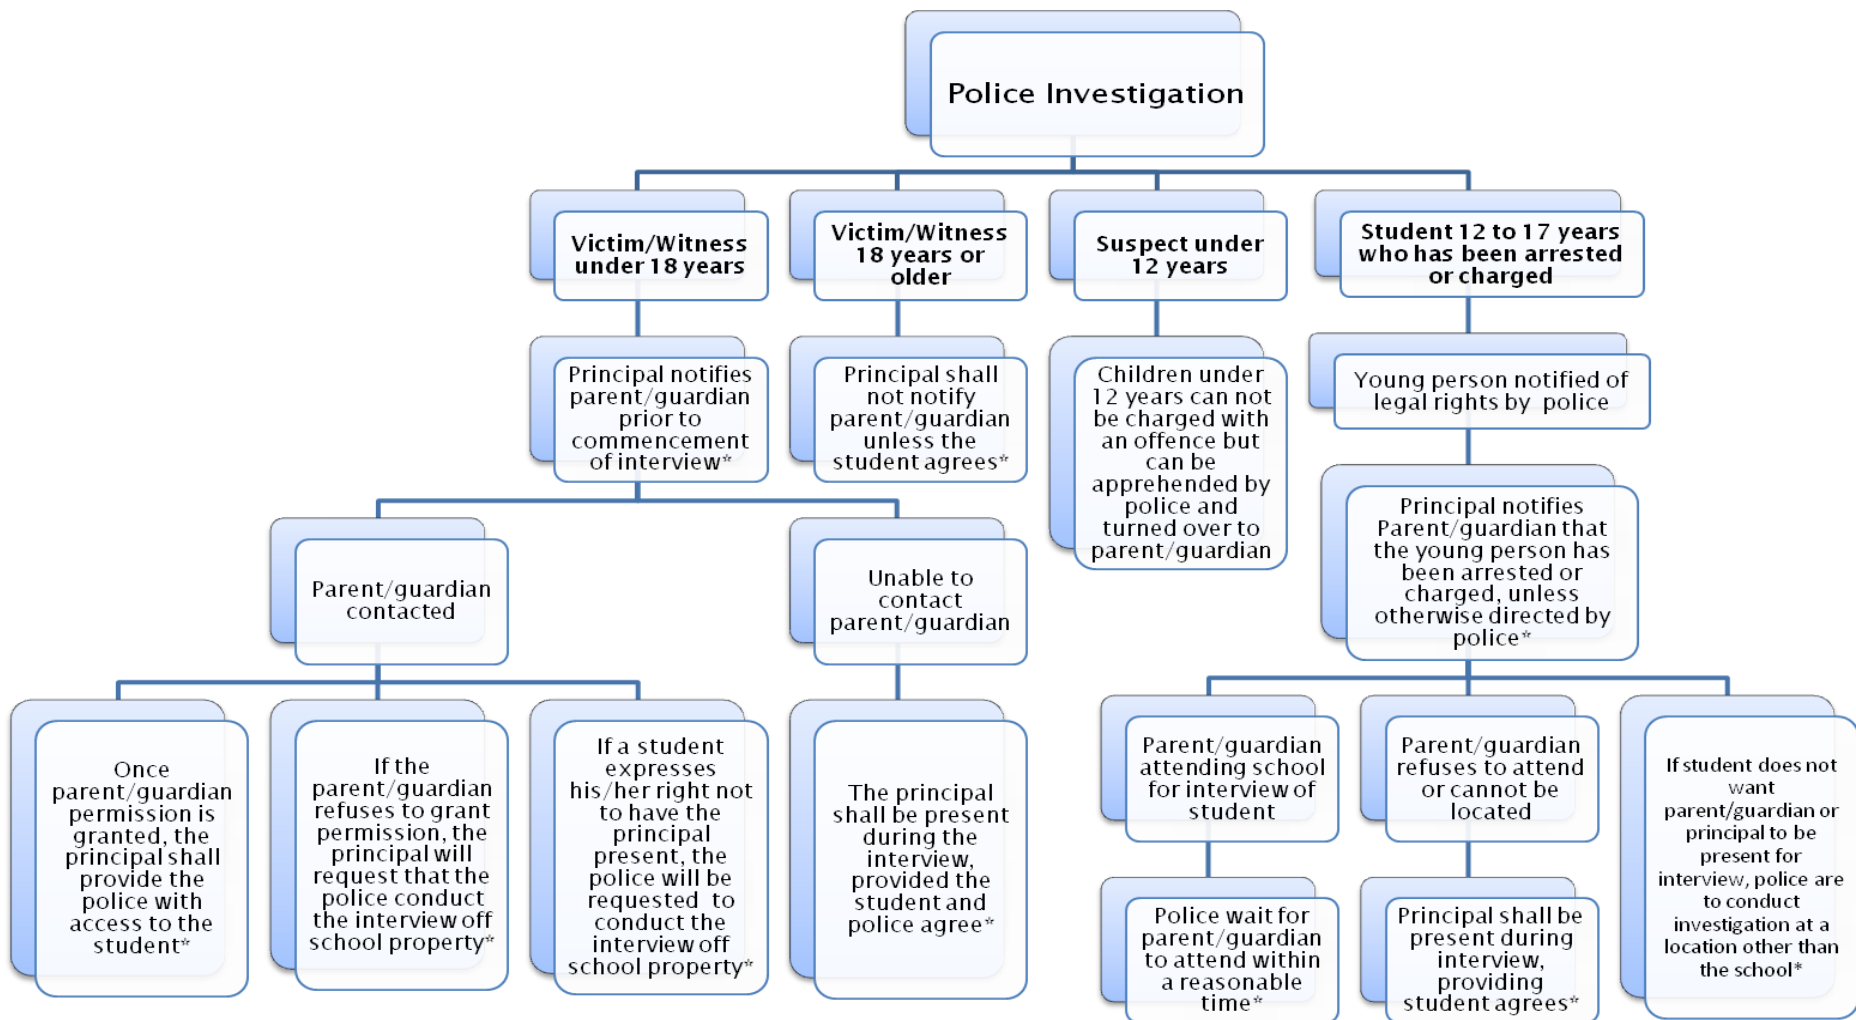 Police Investigation
Victim/Witness
under 18 years
Victim/Witness
18 years or
older
Suspect under
12 years
Student 12 to 17 years
who has been arrested
or charged
Principal notifies
parent/guardian
prior to
commencement
of interview*
Principal shall
not notify
parent/guardian
unless the
student agrees*
Children under
12 years can not
be charged with
an offence but
can be
apprehended by
police and
turned over to
parent/guardian
Young person notified of
legal rights by police
Principal notifies
Parent/guardian that
the young person has
been arrested or
charged, unless
otherwise directed by
police*
Parent/guardian
contacted
Unable to
contact
parent/guardian
Once
parent/guardian
permission is
granted, the
principal shall
provide the
police with
access to the
student*
If the
parent/guardian
refuses to grant
permission, the
principal will
request that the
police conduct
the interview off
school property*
If a student
expresses
his/her right not
to have the
principal
present, the
police will be
requested to
conduct the
interview off
school property*
The principal
shall be present
during the
interview,
provided the
student and
police agree*
Parent/guardian
attending school
for interview of
student
Parent/guardian
refuses to attend
or cannot be
located
If student does not
want
parent/guardian or
principal to be
present for
interview, police are
to conduct
investigation at a
location other than
the school*
Police wait for
parent/guardian
to attend within
a reasonable
time*
Principal shall be
present during
interview,
providing
student agrees*